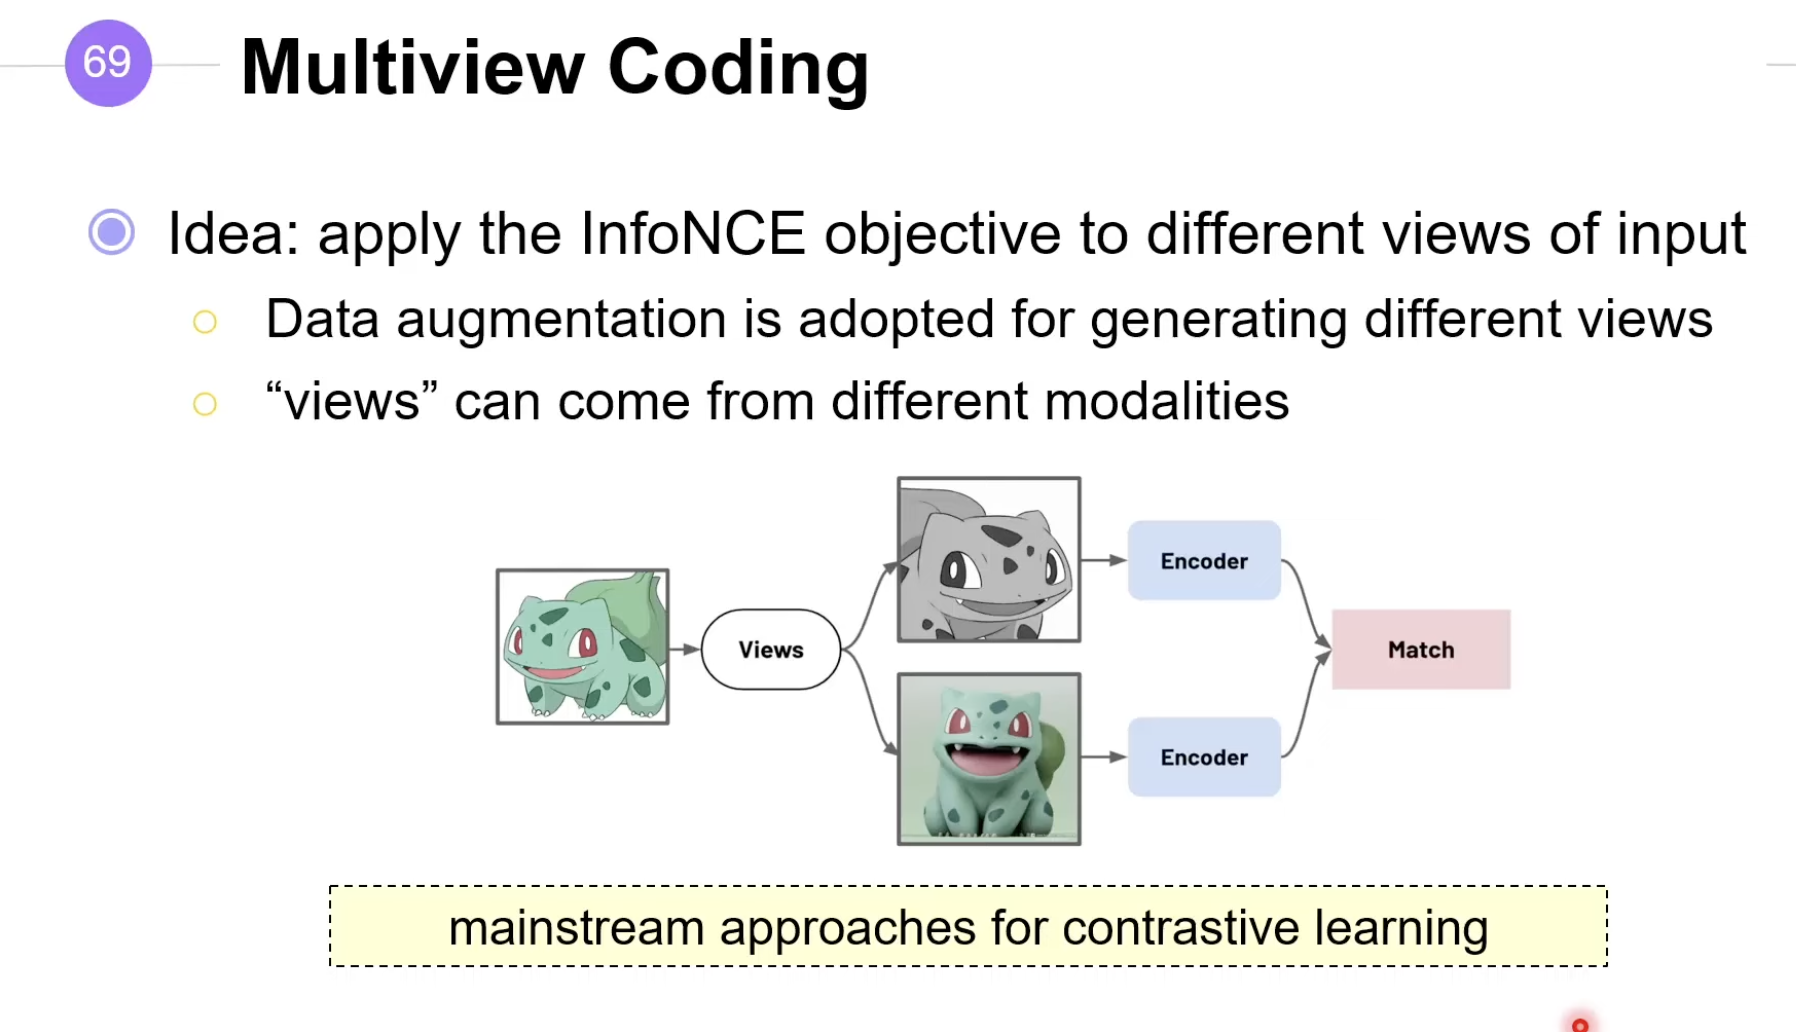 69
Multiview Coding
Idea: apply the InfoNCE objective to different views of input
Data augmentation is adopted for generating different views
“views” can come from different modalities
Views
Encoder
Encoder
Match
mainstream approaches for contrastive learning